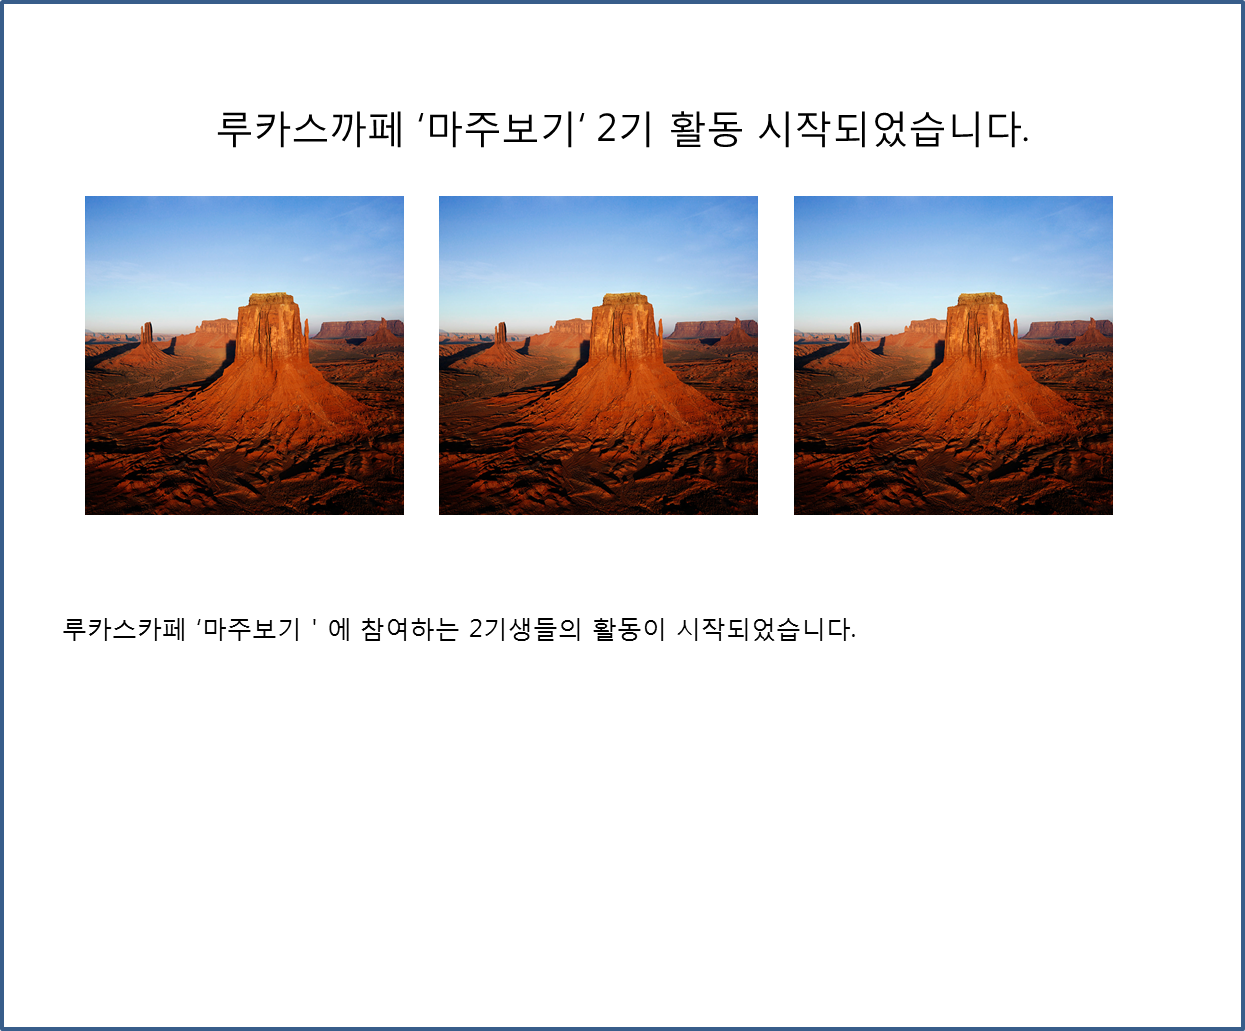 루카스까페 ‘마주보기‘ 2기 활동 시작되었습니다.
루카스카페 ‘마주보기 ' 에 참여하는 2기생들의 활동이 시작되었습니다.